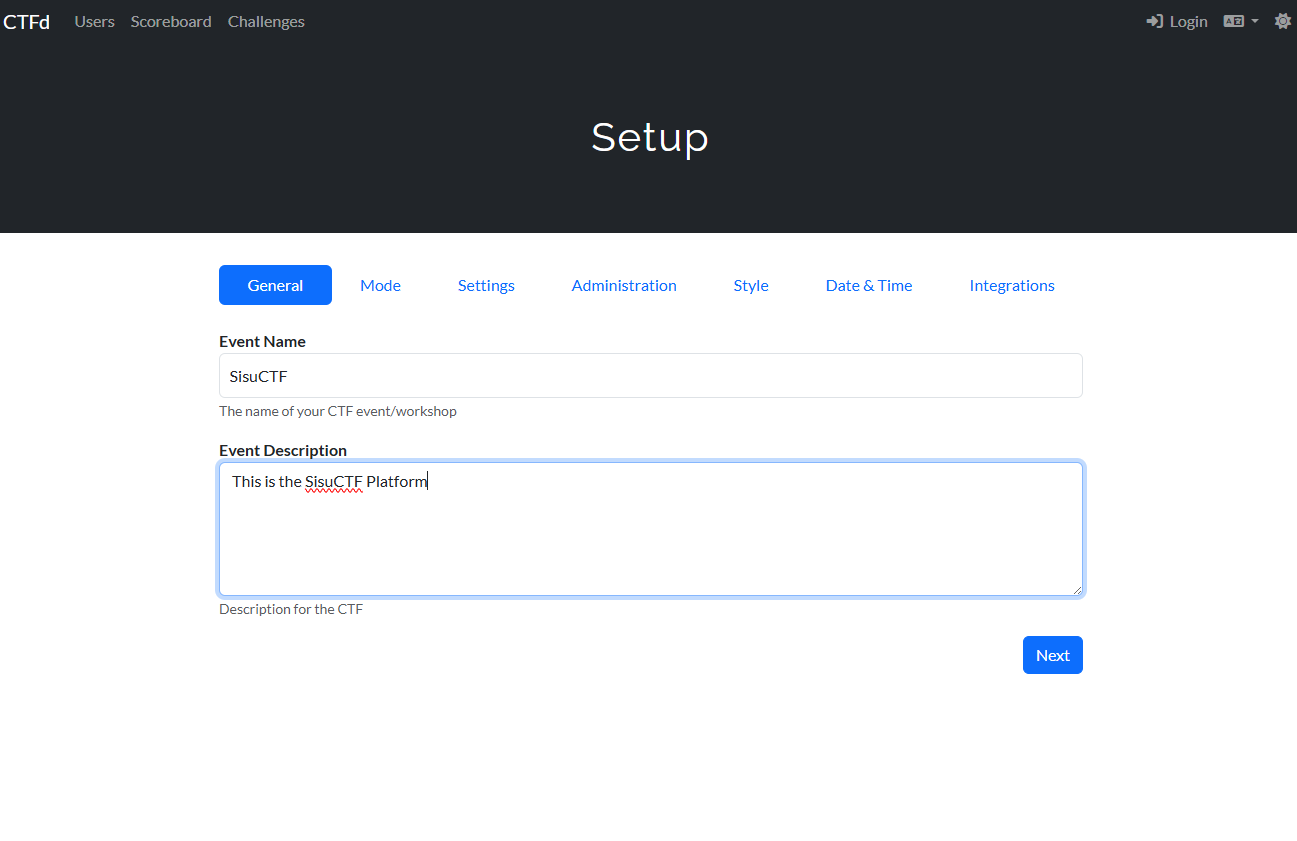 CTFd Users Scoreboard Challenges Login
Setup
General Mode Settings Administration Style Date & Time Integrations
Event Name
SisuCTF
The name of your CTF event/workshop
Event Description
This is the SisuCTF Platform
Description for the CTF
Next